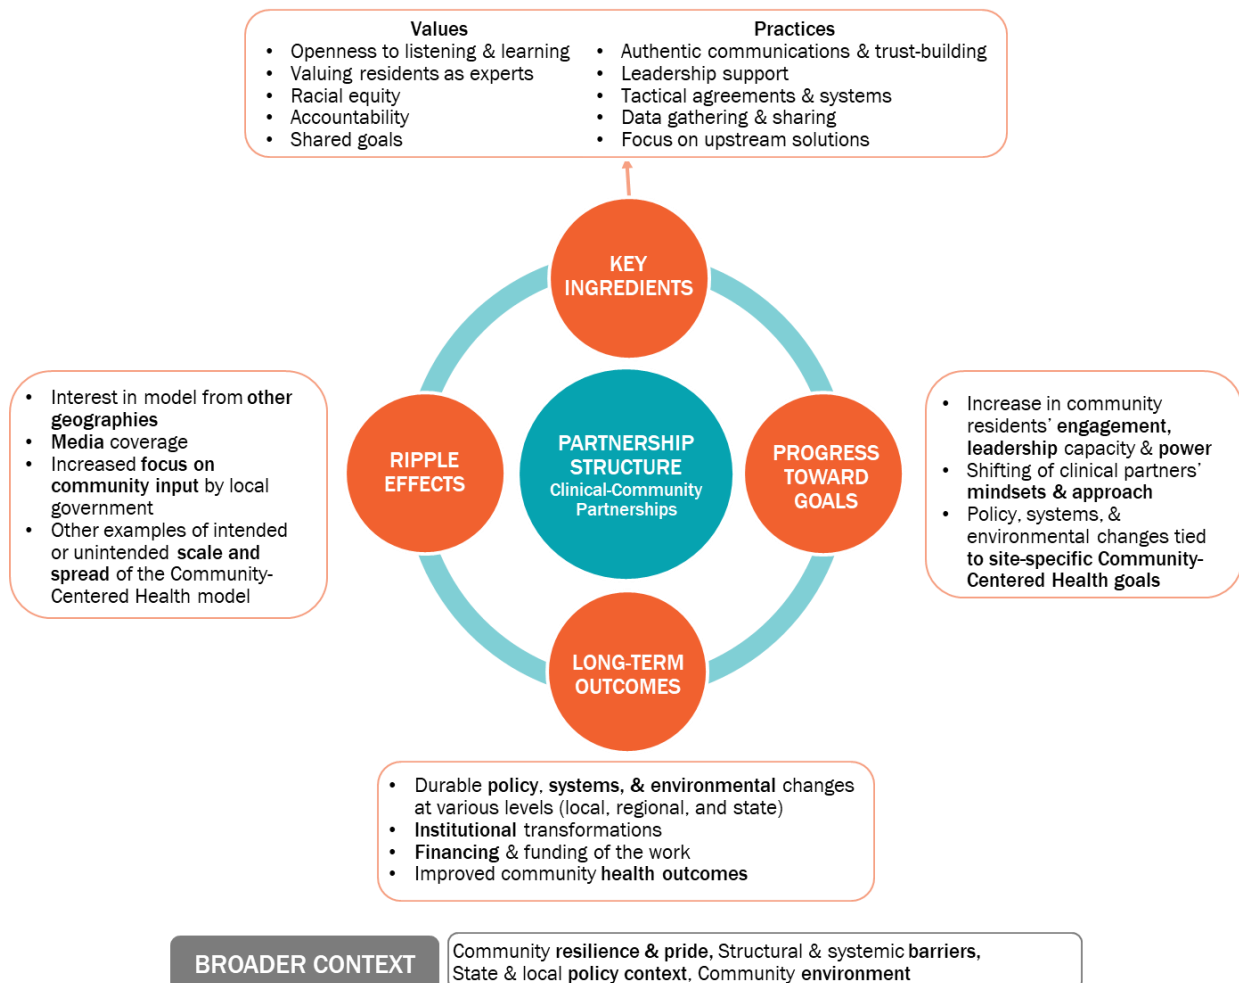 Values
• Openness to listening & learning
• Valuing residents as experts
• Racial equity
• Accountability
• Shared goals
Practices
• Authentic communications & trust-building
• Leadership support
• Tactical agreements & systems
• Data gathering & sharing
• Focus on upstream solutions
KEY
INGREDIENTS
• Interest in model from other
geographies
• Media coverage
• Increased focus on
community input by local
government
• Other examples of intended
or unintended scale and
spread of the Community-
Centered Health model
RIPPLE
EFFECTS
PARTNERSHIP
STRUCTURE
Clinical-Community
Partnerships
PROGRESS
TOWARD
GOALS
• Increase in community
residents’ engagement,
leadership capacity & power
• Shifting of clinical partners’
mindsets & approach
• Policy, systems, &
environmental changes tied
to site-specific Community-
Centered Health goals
LONG-TERM
OUTCOMES
• Durable policy, systems, & environmental changes
at various levels (local, regional, and state)
• Institutional transformations
• Financing & funding of the work
• Improved community health outcomes
BROADER CONTEXT
Community resilience & pride, Structural & systemic barriers,
State & local policy context, Community environment